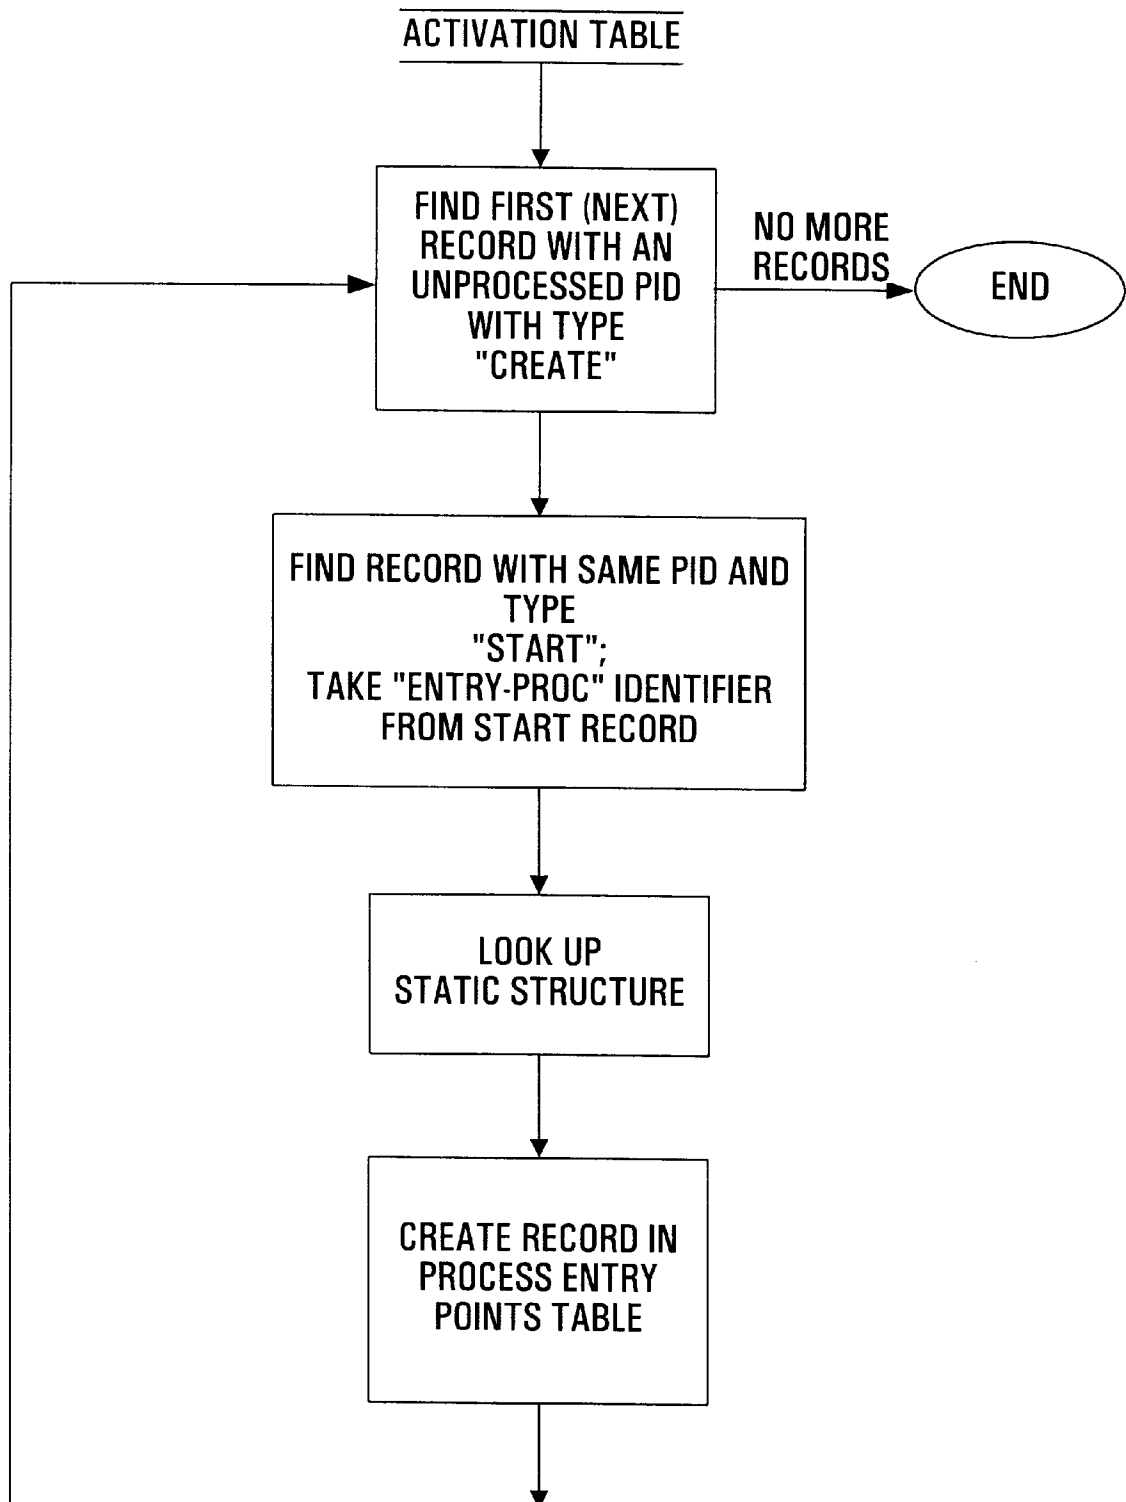 ACTIVATION TABLE
FIND FIRST (NEXT)
RECORD WITH AN
UNPROCESSED PID
WITH TYPE
"CREATE"
NO MORE
RECORDS
END
FIND RECORD WITH SAME PID AND
TYPE
"START";
TAKE "ENTRY-PROC" IDENTIFIER
FROM START RECORD
LOOK UP
STATIC STRUCTURE
CREATE RECORD IN
PROCESS ENTRY
POINTS TABLE